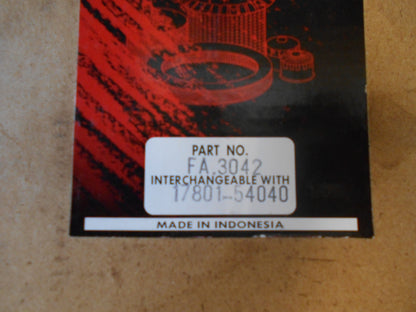 PART NO.
FA.3042
INTERCHANGEABLE WITH
17801-54040
MADE IN INDONESIA